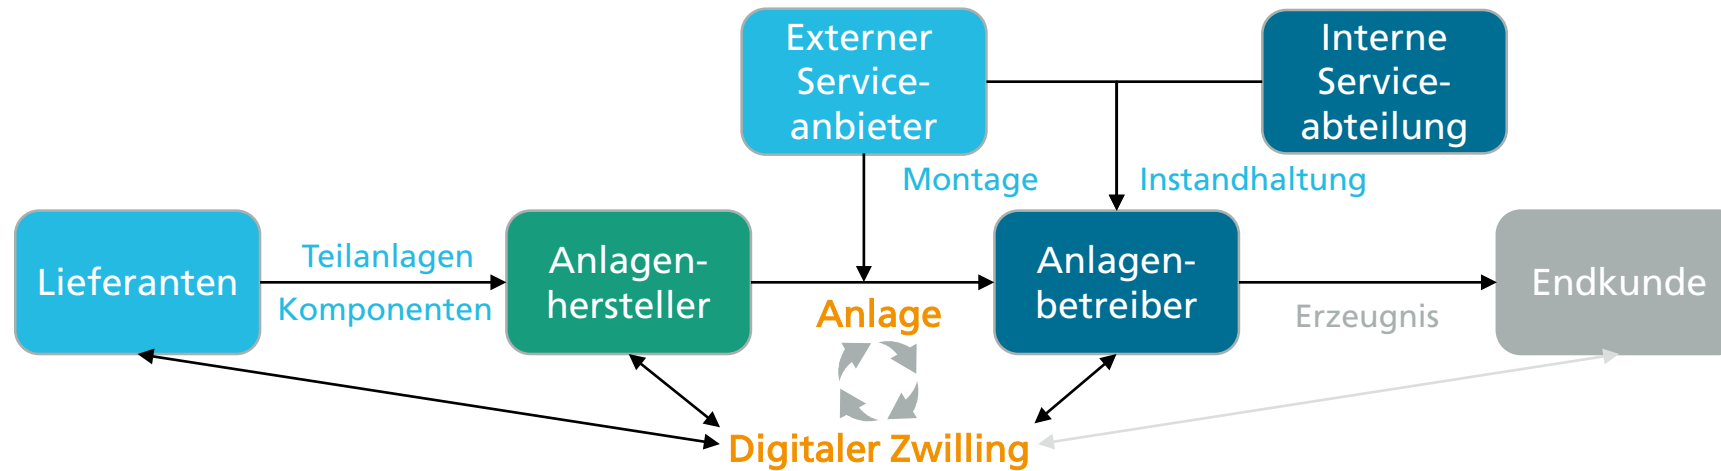 Externer
Service-
anbieter
Interne
Service-
abteilung
Montage
Instandhaltung
Lieferanten
Teilanlagen
Komponenten
Anlagen-
hersteller
Anlage
Anlagen-
betreiber
Erzeugnis
Endkunde
Digitaler Zwilling